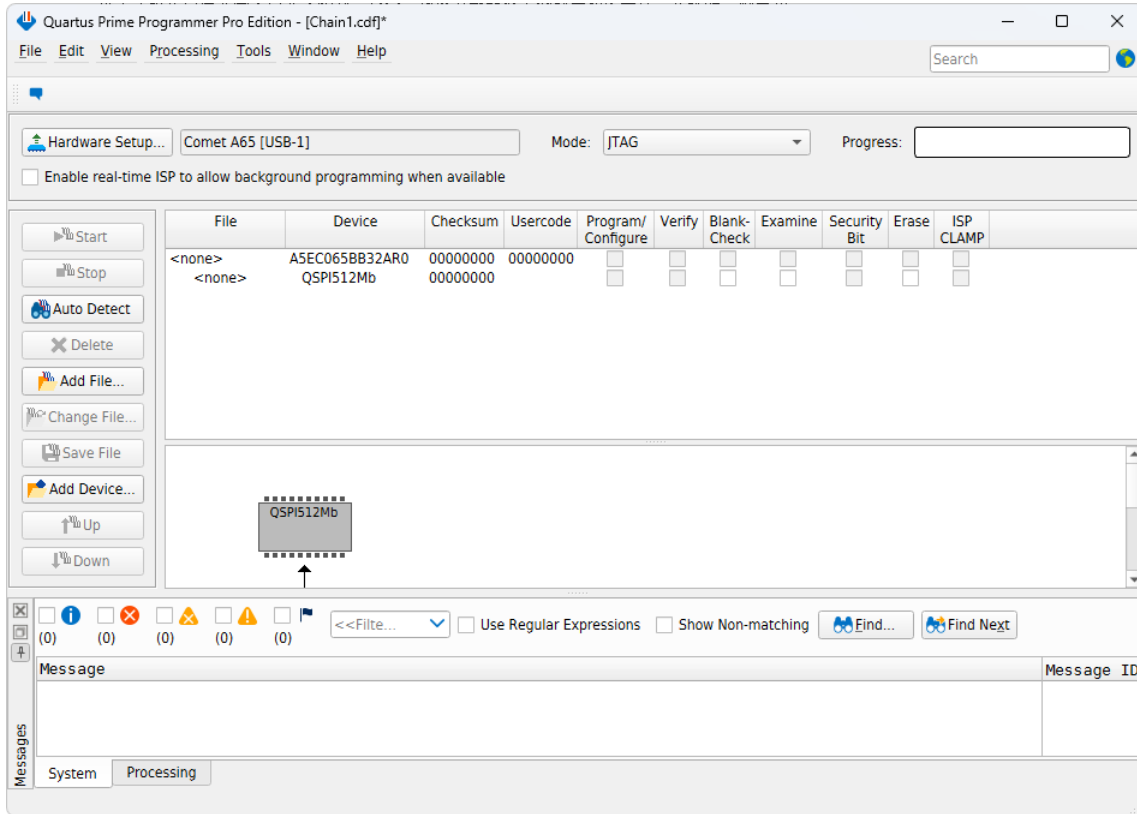 Quartus Prime Programmer Pro Edition - [Chain1.cdf]*
File Edit View Processing Tools Window Help
Search
Hardware Setup... Comet A65 [USB-1] Mode: JTAG Progress:
Enable real-time ISP to allow background programming when available
Start
Stop
Auto Detect
Delete
Add File...
Change File...
Save File
Add Device...
Up
Down
File Device Checksum Usercode Program/ Verify Blank- Examine Security Erase ISP
Configure Check Bit CLAMP
<none> A5EC065BB32AR0 00000000 00000000
<none> QSPI512Mb 00000000
QSPI512Mb
(0) (0) (0) (0) (0)
<<Filte...
Use Regular Expressions Show Non-matching Find... Find Next
Message Message ID
Messages
System Processing